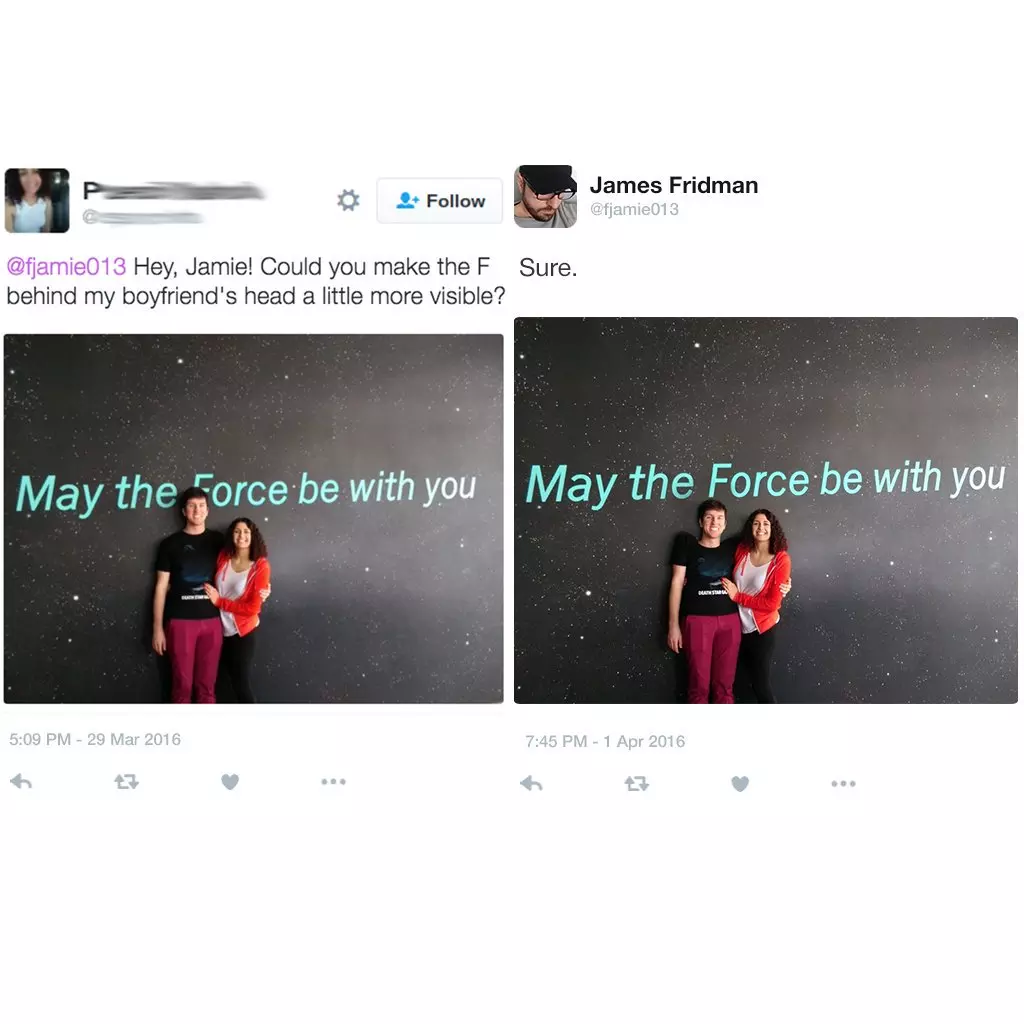 P
@
Follow
@fjamie013 Hey, Jamie! Could you make the F
behind my boyfriend's head a little more visible?
May the Force be with you
DEATH STAR
5:09 PM - 29 Mar 2016
James Fridman
@fjamie013
Sure.
May the Force be with you
DEATH STAR
7:45 PM - 1 Apr 2016